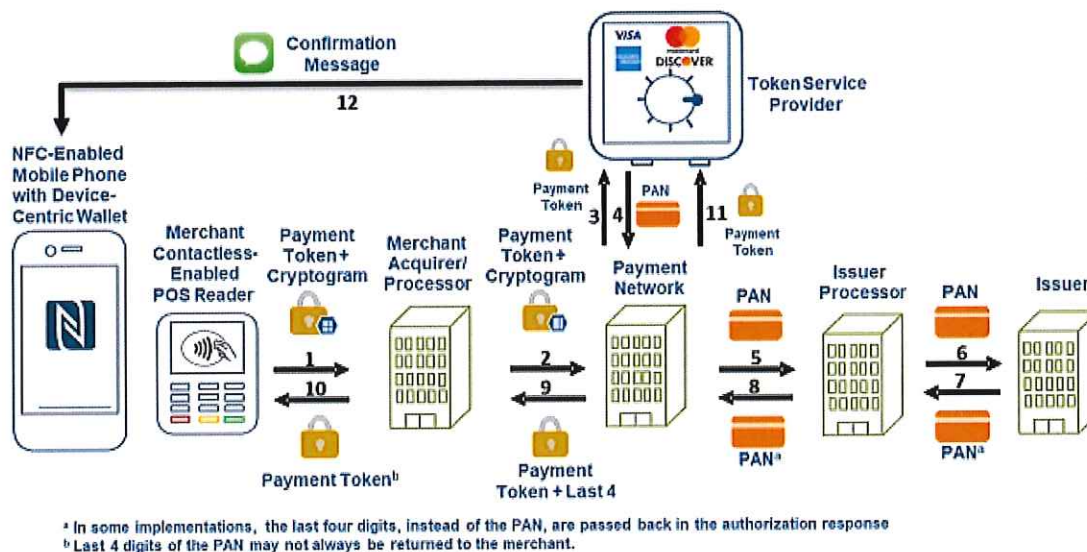 Confirmation
Message
12
VISA
mastercard
AMERICAN
EXPRESS
DISCOVER
Token Service
Provider
NFC-Enabled
Mobile Phone
with Device-
Centric Wallet
Merchant
Contactless-
Enabled
POS Reader
Payment
Token +
Cryptogram
1
10
Payment Tokenᵇ
Merchant
Acquirer/
Processor
Payment
Token +
Cryptogram
2
9
Payment
Token + Last 4
Payment
Token
3
4
PAN
11
Payment
Token
Payment
Network
PAN
5
8
PANᵃ
Issuer
Processor
PAN
6
7
PANᵃ
Issuer
ᵃ In some implementations, the last four digits, instead of the PAN, are passed back in the authorization response
ᵇ Last 4 digits of the PAN may not always be returned to the merchant.